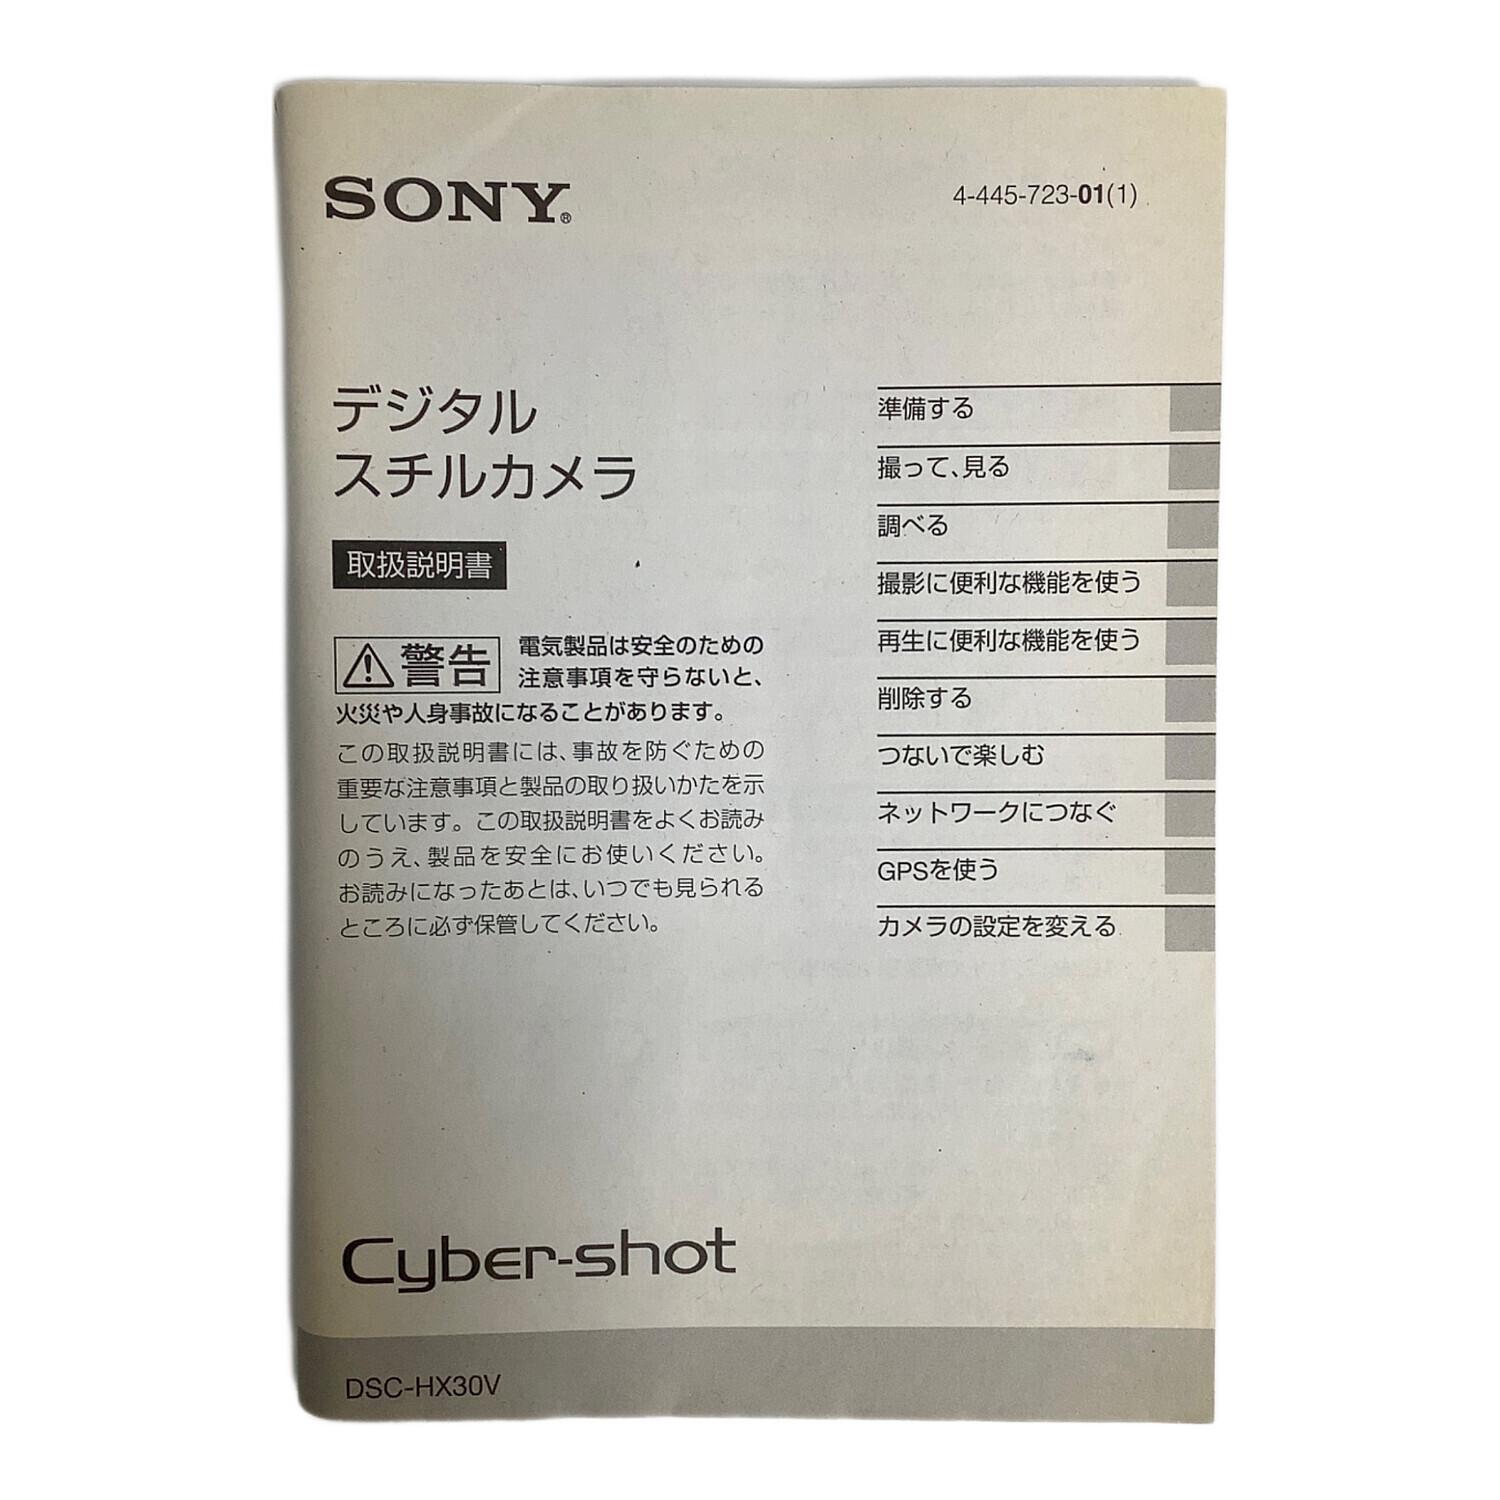 SONY®
4-445-723-01(1)
デジタル
スチルカメラ
取扱説明書
警告
電気製品は安全のための
注意事項を守らないと、
火災や人身事故になることがあります。
この取扱説明書には、事故を防ぐための
重要な注意事項と製品の取り扱いかたを示
しています。この取扱説明書をよくお読み
のうえ、製品を安全にお使いください。
お読みになったあとは、いつでも見られる
ところに必ず保管してください。
準備する
撮って、見る
調べる
撮影に便利な機能を使う
再生に便利な機能を使う
削除する
つないで楽しむ
ネットワークにつなぐ
GPSを使う
カメラの設定を変える
Cyber-shot
DSC-HX30V